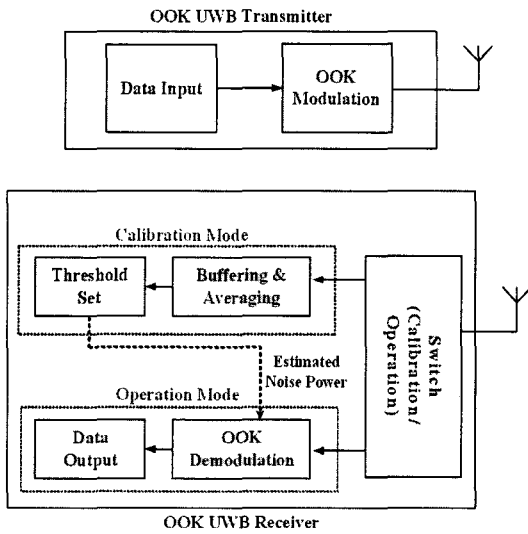 OOK UWB Transmitter
Data Input
OOK
Modulation
Calibration Mode
Threshold
Set
Buffering &
Averaging
Switch
(Calibration/
Operation)
Estimated
Noise Power
Operation Mode
Data
Output
OOK
Demodulation
OOK UWB Receiver